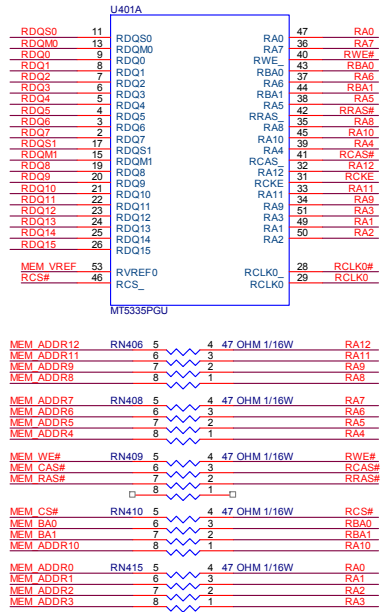 U401A
RDQS0 11 RDQS0 RA0 47 RA0
RDQM0 13 RDQM0 RA7 36 RA7
RDQ0 9 RDQ0 RWE_ 40 RWE#
RDQ1 8 RDQ1 RBA0 43 RBA0
RDQ2 7 RDQ2 RA6 37 RA6
RDQ3 6 RDQ3 RBA1 44 RBA1
RDQ4 5 RDQ4 RA5 38 RA5
RDQ5 4 RDQ5 RRAS_ 42 RRAS#
RDQ6 3 RDQ6 RA8 35 RA8
RDQ7 2 RDQ7 RA10 45 RA10
RDQS1 17 RDQS1 RA4 39 RA4
RDQM1 15 RDQM1 RCAS_ 41 RCAS#
RDQ8 19 RDQ8 RA12 32 RA12
RDQ9 20 RDQ9 RCKE 31 RCKE
RDQ10 21 RDQ10 RA11 33 RA11
RDQ11 22 RDQ11 RA9 34 RA9
RDQ12 23 RDQ12 RA3 51 RA3
RDQ13 24 RDQ13 RA1 49 RA1
RDQ14 25 RDQ14 RA2 50 RA2
RDQ15 26 RDQ15
MEM_VREF 53 RVREF0 RCLK0_ 28 RCLK0#
RCS# 46 RCS_ RCLK0 29 RCLK0
MT5335PGU
MEM_ADDR12 RN406 5 4 47 OHM 1/16W RA12
MEM_ADDR11 6 3 RA11
MEM_ADDR9 7 2 RA9
MEM_ADDR8 8 1 RA8
MEM_ADDR7 RN408 5 4 47 OHM 1/16W RA7
MEM_ADDR6 6 3 RA6
MEM_ADDR5 7 2 RA5
MEM_ADDR4 8 1 RA4
MEM_WE# RN409 5 4 47 OHM 1/16W RWE#
MEM_CAS# 6 3 RCAS#
MEM_RAS# 7 2 RRAS#
8 1
MEM_CS# RN410 5 4 47 OHM 1/16W RCS#
MEM_BA0 6 3 RBA0
MEM_BA1 7 2 RBA1
MEM_ADDR10 8 1 RA10
MEM_ADDR0 RN415 5 4 47 OHM 1/16W RA0
MEM_ADDR1 6 3 RA1
MEM_ADDR2 7 2 RA2
MEM_ADDR3 8 1 RA3